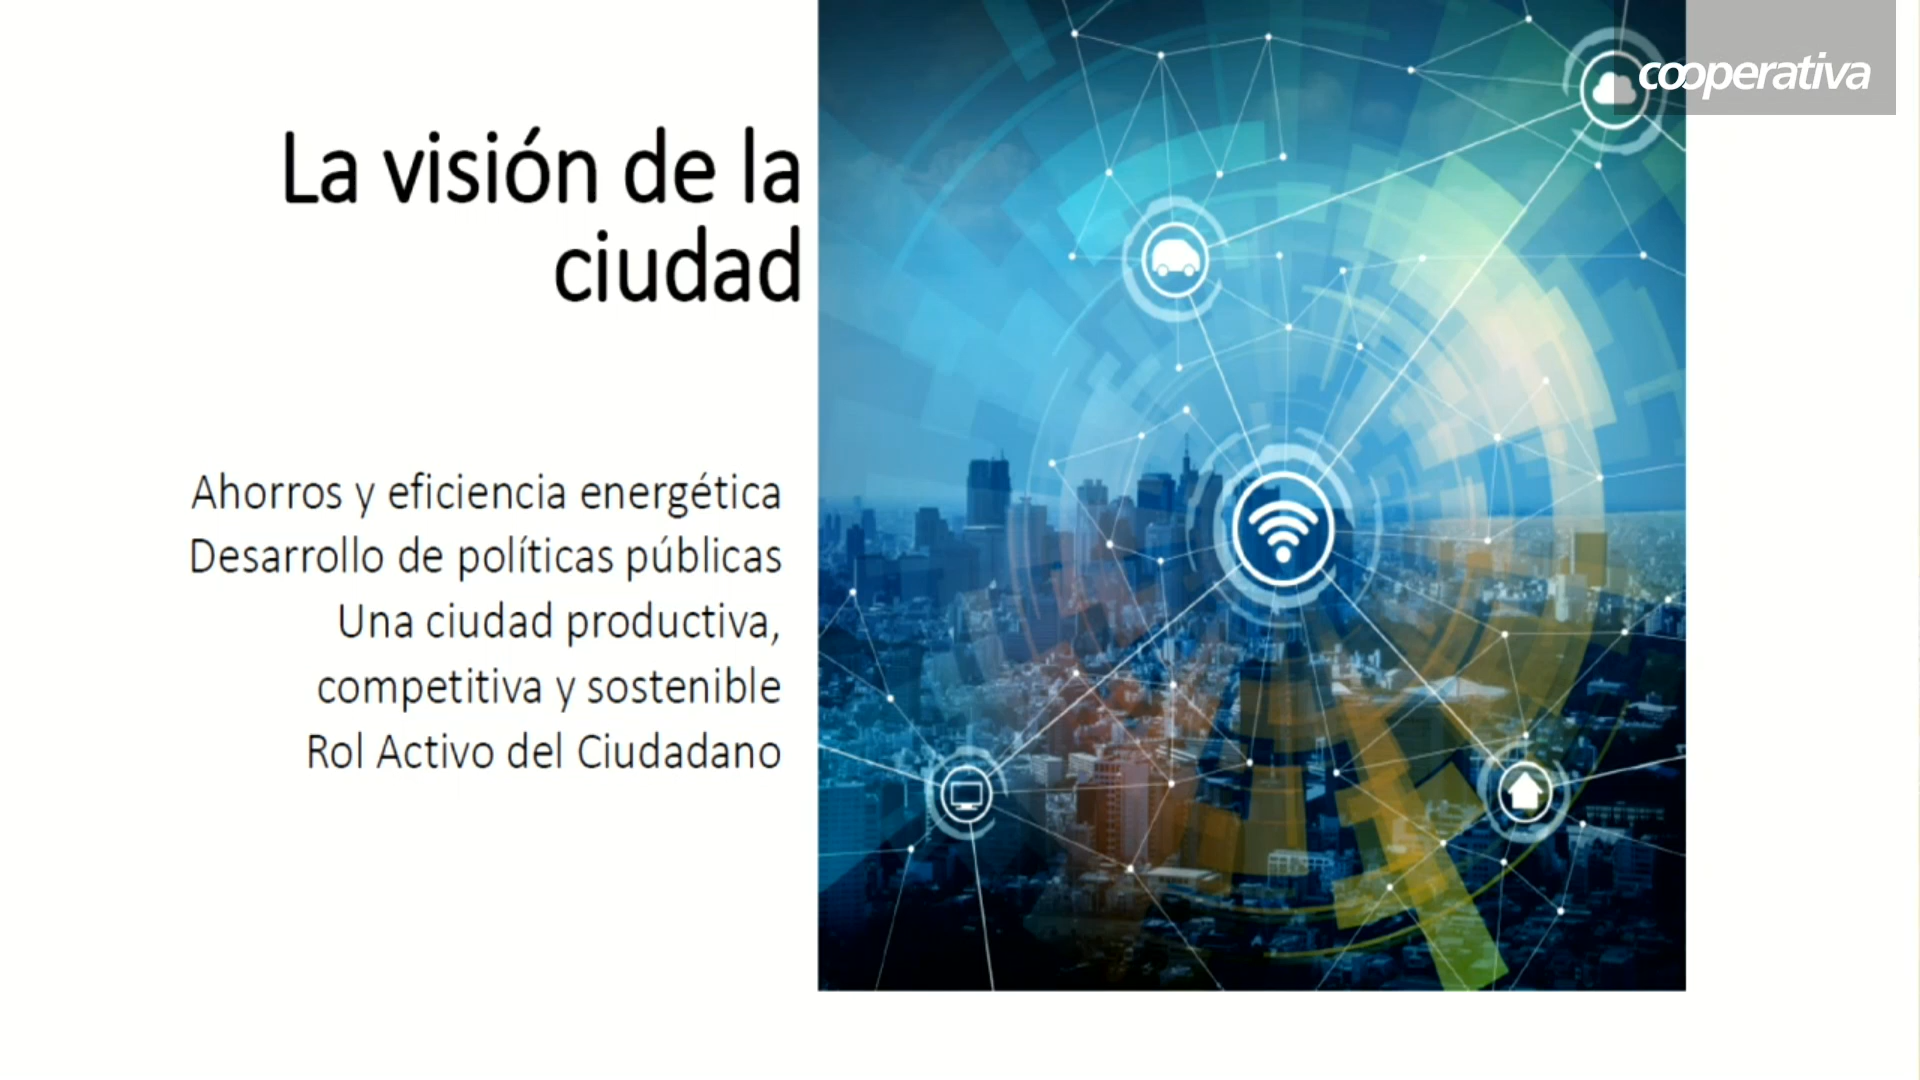 cooperativa
La visión de la
ciudad
Ahorros y eficiencia energética
Desarrollo de políticas públicas
Una ciudad productiva,
competitiva y sostenible
Rol Activo del Ciudadano